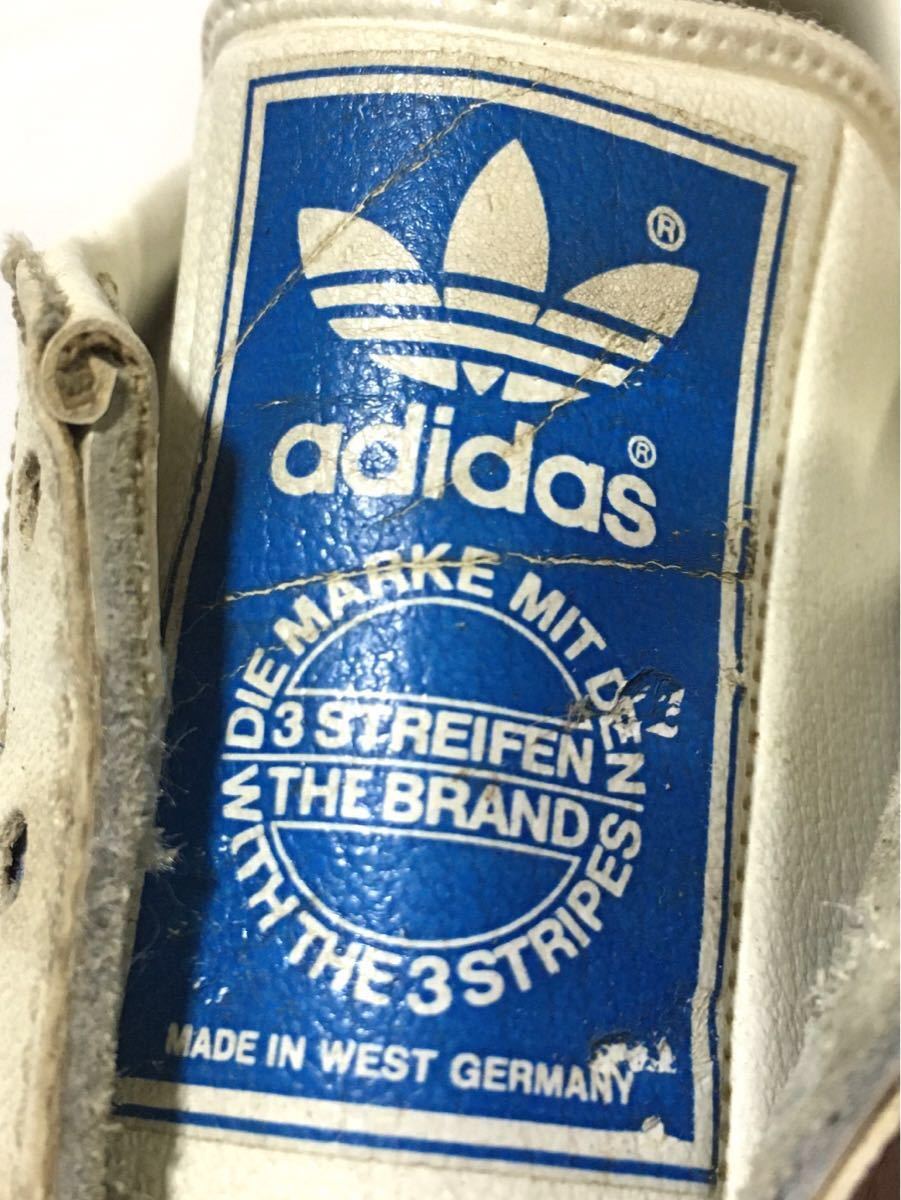 ®
adidas®
DIE MARKE MIT DEN
3 STREIFEN
THE BRAND
WITH THE 3 STRIPES
MADE IN WEST GERMANY